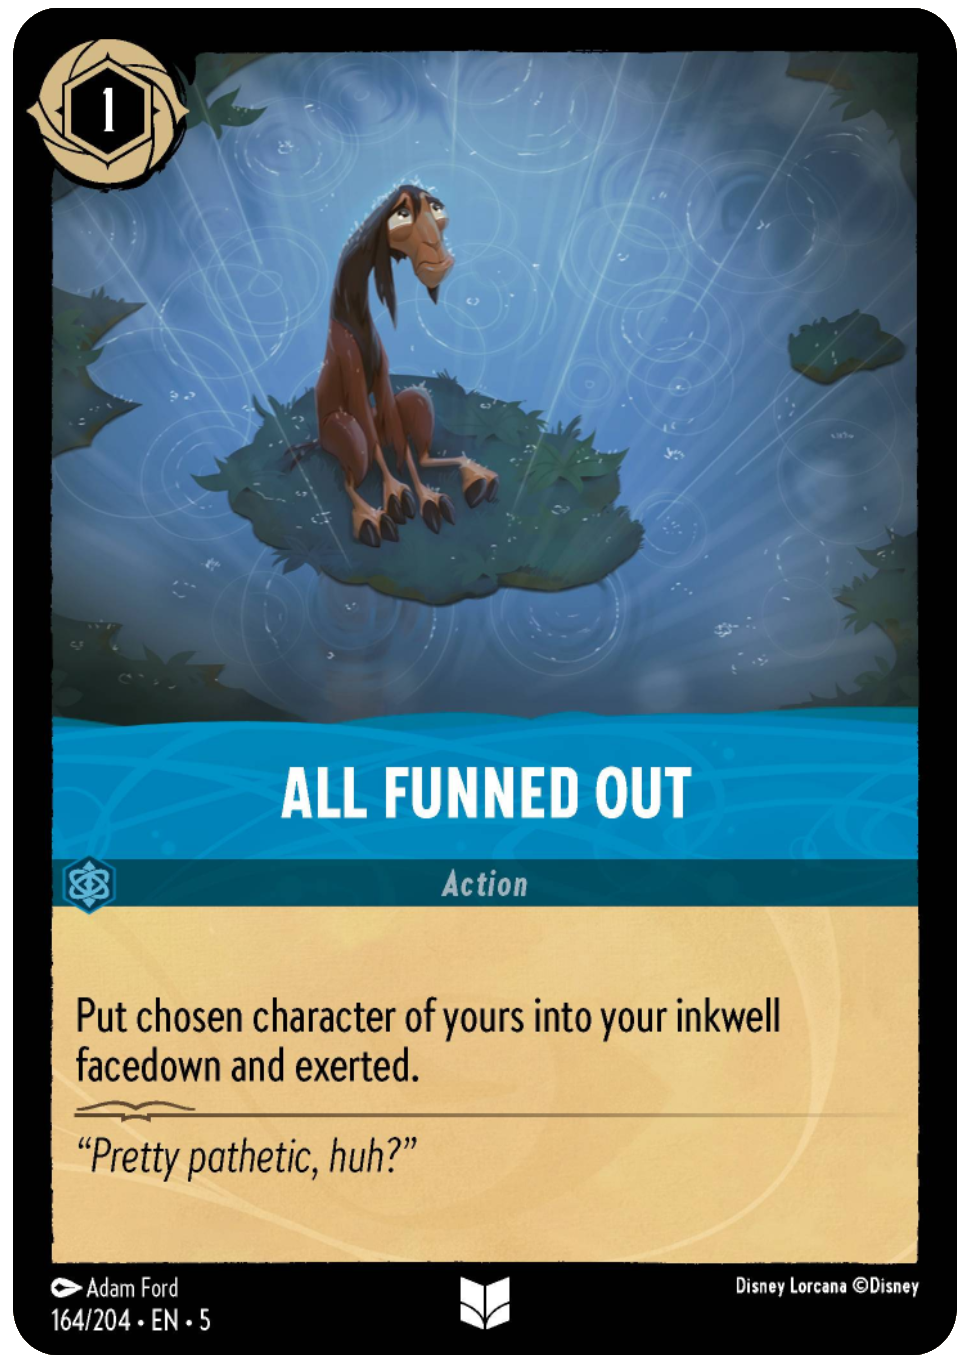 1
ALL FUNNED OUT
Action
Put chosen character of yours into your inkwell
facedown and exerted.
“Pretty pathetic, huh?”
Adam Ford
164/204 • EN • 5
Disney Lorcana ©Disney